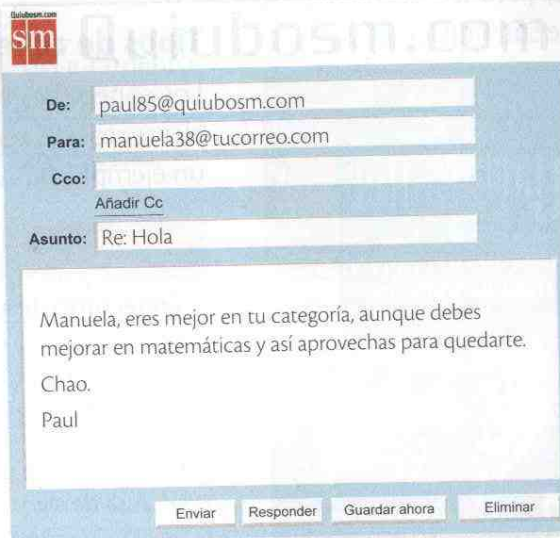 Quiubosm.com
sm
De: paul85@quiubosm.com
Para: manuela38@tucorreo.com
Cco:
Añadir Cc
Asunto: Re: Hola
Manuela, eres mejor en tu categoría, aunque debes
mejorar en matemáticas y así aprovechas para quedarte.
Chao.
Paul
Enviar Responder Guardar ahora Eliminar